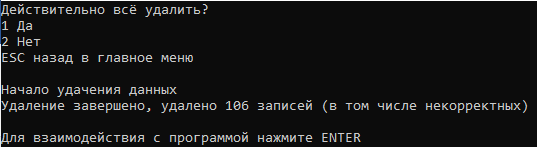 Действительно всё удалить?
1 Да
2 Нет
ESC назад в главное меню
Начало удачения данных
Удаление завершено, удалено 106 записей (в том числе некорректных)
Для взаимодействия с программой нажмите ENTER